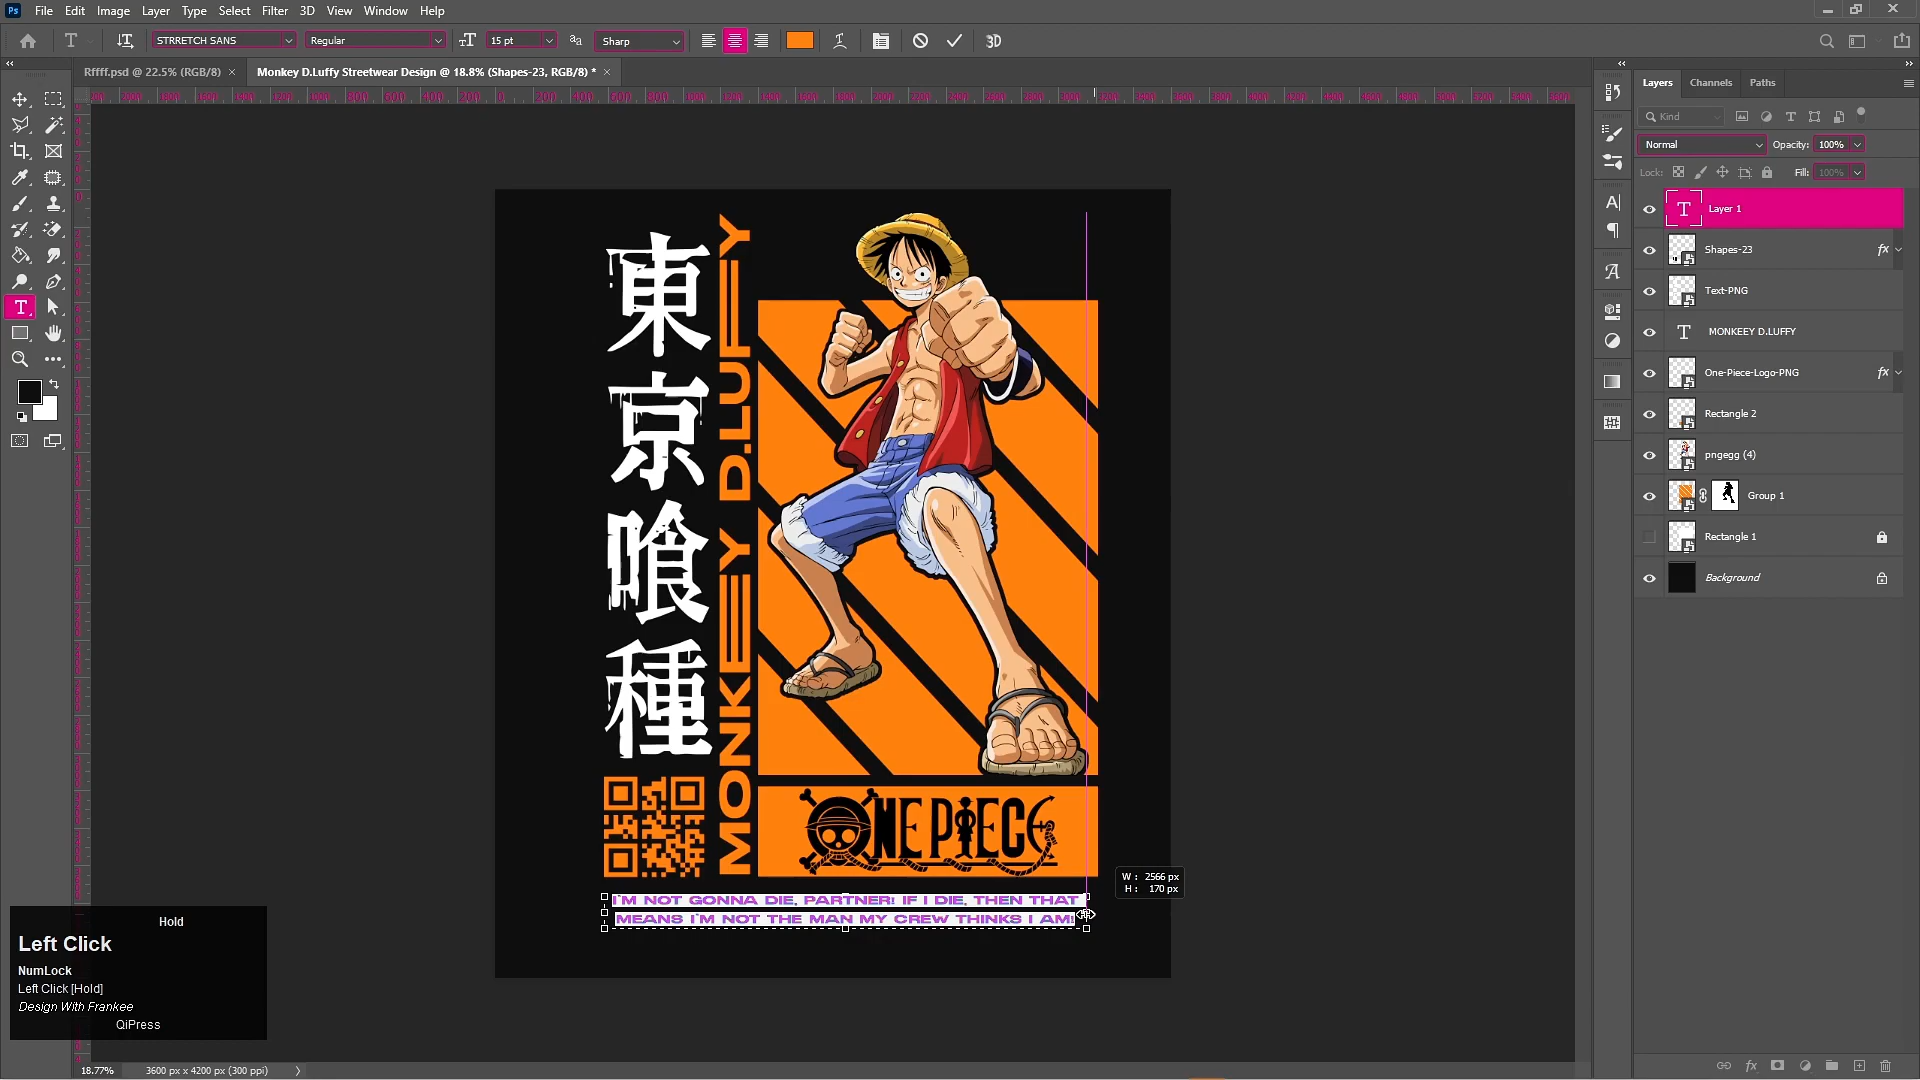 File Edit Image Layer Type Select Filter 3D View Window Help
STRRETCH SANS Regular 15 pt Sharp 3D
Rffff.psd @ 22.5% (RGB/8) × Monkey D.Luffy Streetwear Design @ 18.8% (Shapes-23, RGB/8) * ×
Layers Channels Paths
Kind
Normal Opacity: 100%
Lock: Fill: 100%
Layer 1
Shapes-23 fx
Text-PNG
MONKEEY D.LUFFY
One-Piece-Logo-PNG fx
Rectangle 2
pngegg (4)
Group 1
Rectangle 1
Background
東京喰種
MONKEEY D.LUFFY
ONE PIECE
W : 2566 px
H : 170 px
I'M NOT GONNA DIE, PARTNER! IF I DIE, THEN THAT
MEANS I'M NOT THE MAN MY CREW THINKS I AM!
Hold
Left Click
NumLock
Left Click [Hold]
Design With Frankee
QiPress
18.77% 3600 px x 4200 px (300 ppi)